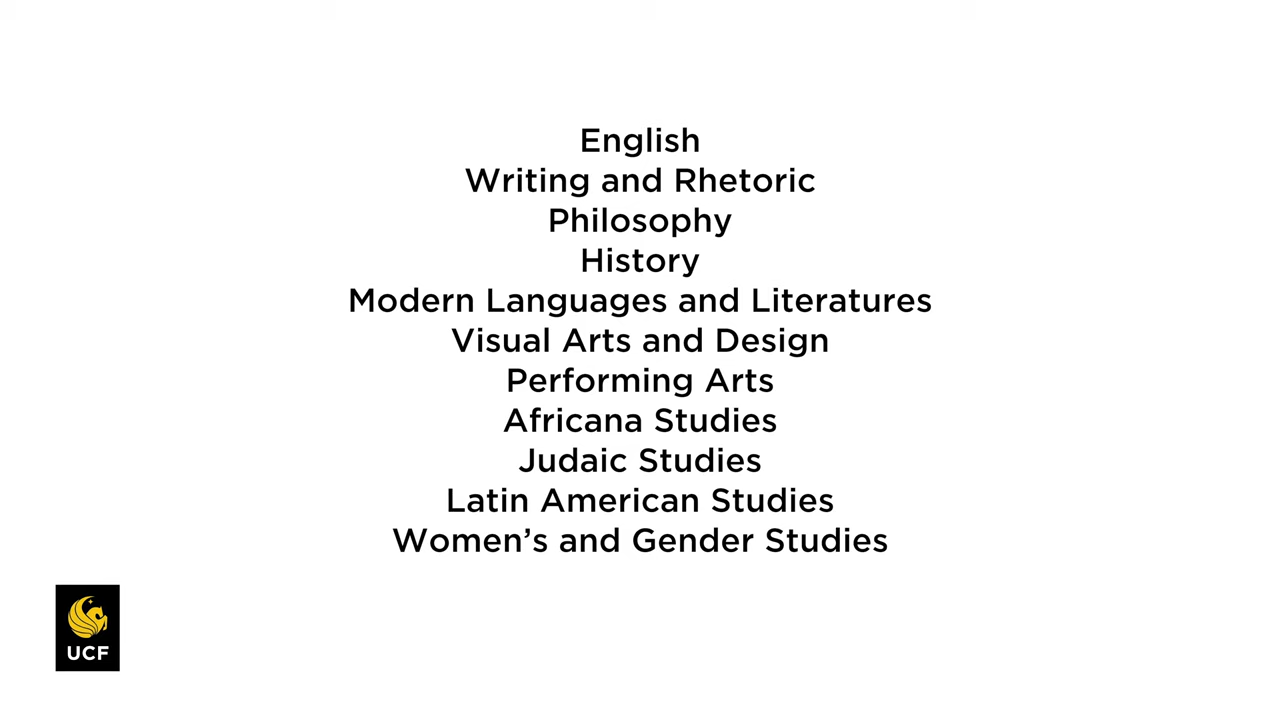 English
Writing and Rhetoric
Philosophy
History
Modern Languages and Literatures
Visual Arts and Design
Performing Arts
Africana Studies
Judaic Studies
Latin American Studies
Women’s and Gender Studies
UCF